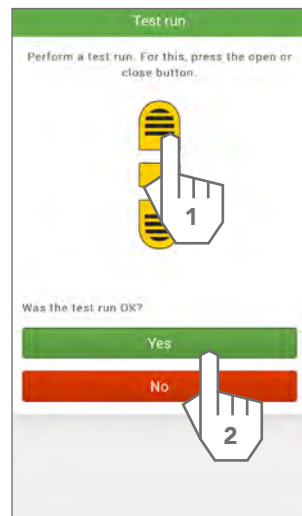 Test run
Perform a test run. For this, press the open or
close button.
1
Was the test run OK?
Yes
No
2